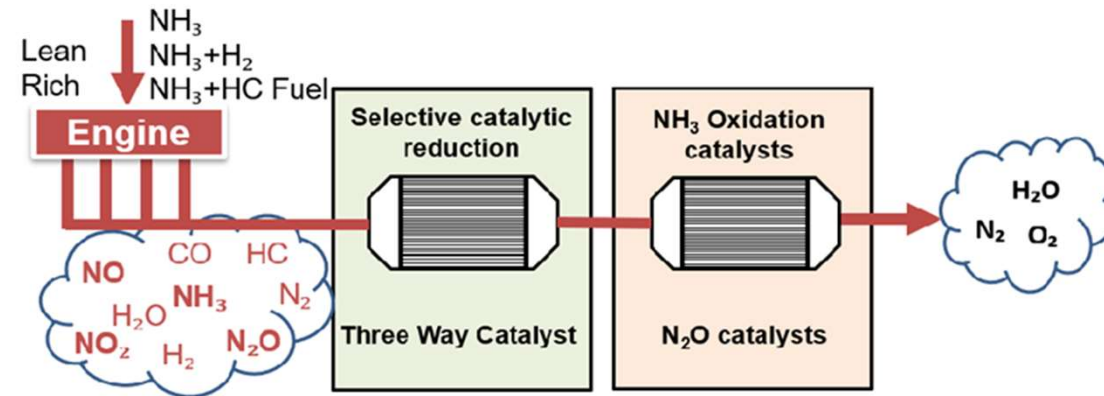 Lean
Rich
NH₃
NH₃+H₂
NH₃+HC Fuel
Engine
Selective catalytic
reduction
Three Way Catalyst
NH₃ Oxidation
catalysts
N₂O catalysts
CO
HC
NO
NH₃
N₂
H₂O
NO₂
H₂
N₂O
H₂O
N₂
O₂